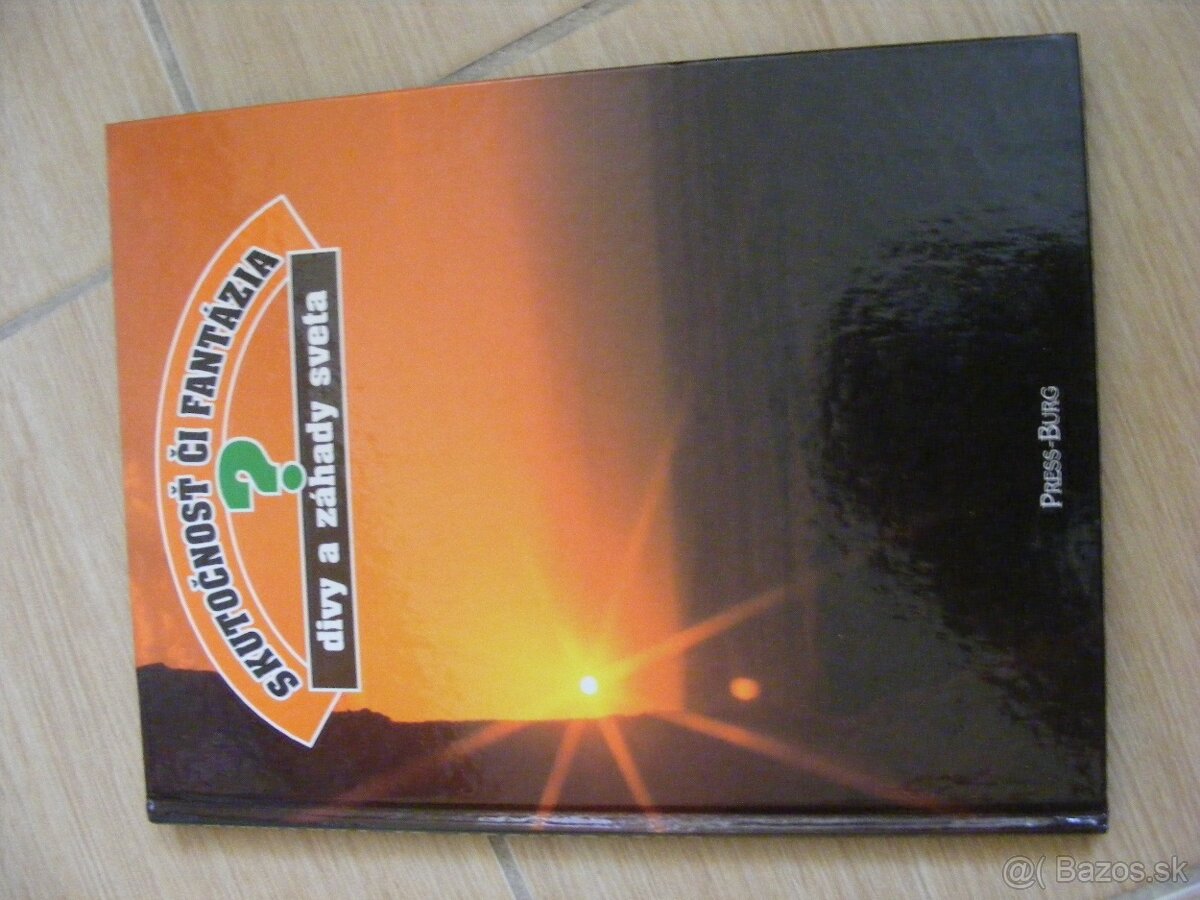 SKUTOČNOSŤ ČI FANTÁZIA
?
divy a záhady sveta
PRESS-BURG
@( Bazos.sk